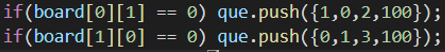 if(board[0][1] == 0) que.push({1,0,2,100});
if(board[1][0] == 0) que.push({0,1,3,100});